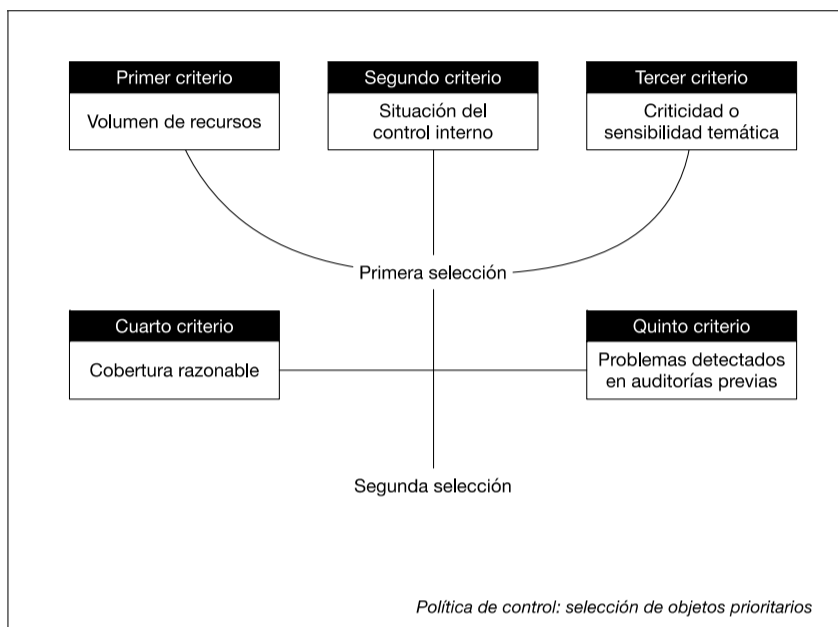 Primer criterio
Volumen de recursos
Segundo criterio
Situación del
control interno
Tercer criterio
Criticidad o
sensibilidad temática
Primera selección
Cuarto criterio
Cobertura razonable
Quinto criterio
Problemas detectados
en auditorías previas
Segunda selección
Política de control: selección de objetos prioritarios